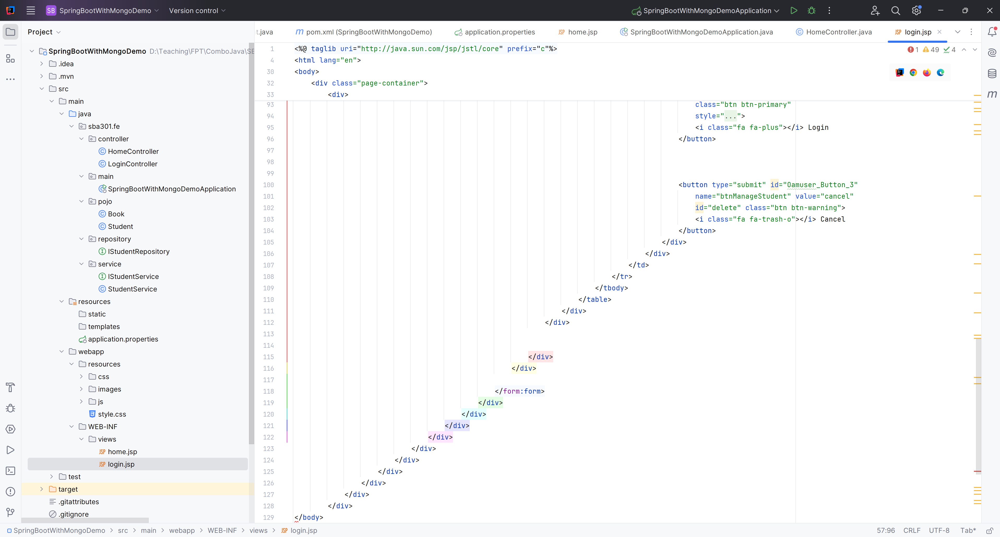 SB SpringBootWithMongoDemo Version control SpringBootWithMongoDemoApplication
Project
SpringBootWithMongoDemo D:\Teaching\FPT\ComboJava\SE
.idea
.mvn
src
main
java
sba301.fe
controller
HomeController
LoginController
main
SpringBootWithMongoDemoApplication
pojo
Book
Student
repository
IStudentRepository
service
IStudentService
StudentService
resources
static
templates
application.properties
webapp
resources
css
images
js
style.css
WEB-INF
views
JSP home.jsp
JSP login.jsp
test
target
.gitattributes
.gitignore
t.java m pom.xml (SpringBootWithMongoDemo) application.properties JSP home.jsp SpringBootWithMongoDemoApplication.java HomeController.java JSP login.jsp
1 <%@ taglib uri="http://java.sun.com/jsp/jstl/core" prefix="c"%>
1 49 4
4 <html lang="en">
30 <body>
32 <div class="page-container">
33 <div>
93 class="btn btn-primary"
94 style="...">
95 <i class="fa fa-plus"></i> Login
96 </button>
97
98
99
100 <button type="submit" id="Oamuser_Button_3"
101 name="btnManageStudent" value="cancel"
102 id="delete" class="btn btn-warning">
103 <i class="fa fa-trash-o"></i> Cancel
104 </button>
105 </div>
106 </div>
107 </td>
108 </tr>
109 </tbody>
110 </table>
111 </div>
112 </div>
113
114
115 </div>
116 </div>
117
118 </form:form>
119 </div>
120 </div>
121 </div>
122 </div>
123 </div>
124 </div>
125 </div>
126 </div>
127 </div>
128 </div>
129 </body>
m
SpringBootWithMongoDemo > src > main > webapp > WEB-INF > views > JSP login.jsp
57:96 CRLF UTF-8 Tab*